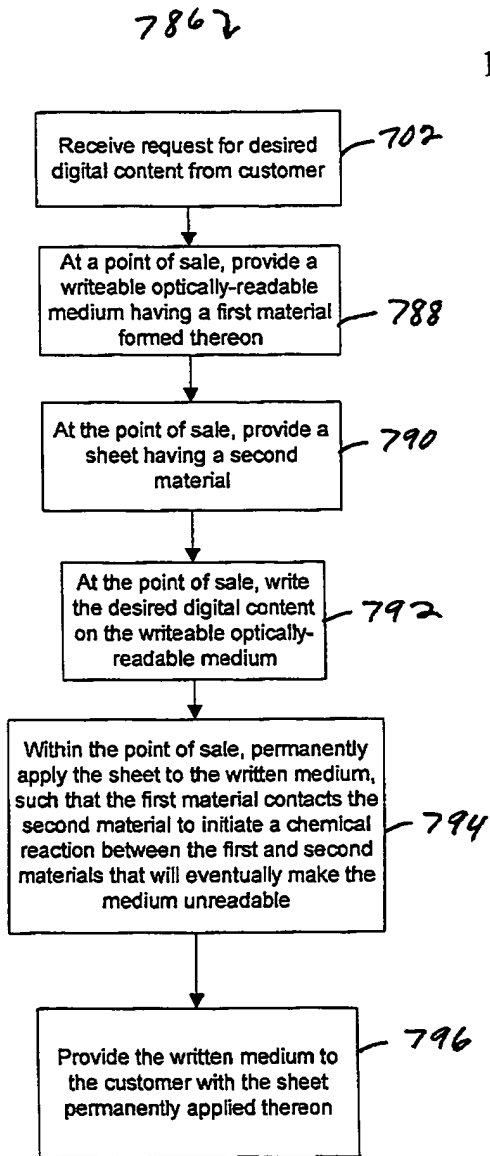 786
1
Receive request for desired
digital content from customer
702
At a point of sale, provide a
writeable optically-readable
medium having a first material
formed thereon
788
At the point of sale, provide a
sheet having a second
material
790
At the point of sale, write
the desired digital content
on the writeable optically-
readable medium
792
Within the point of sale, permanently
apply the sheet to the written medium,
such that the first material contacts the
second material to initiate a chemical
reaction between the first and second
materials that will eventually make the
medium unreadable
794
Provide the written medium to
the customer with the sheet
permanently applied thereon
796